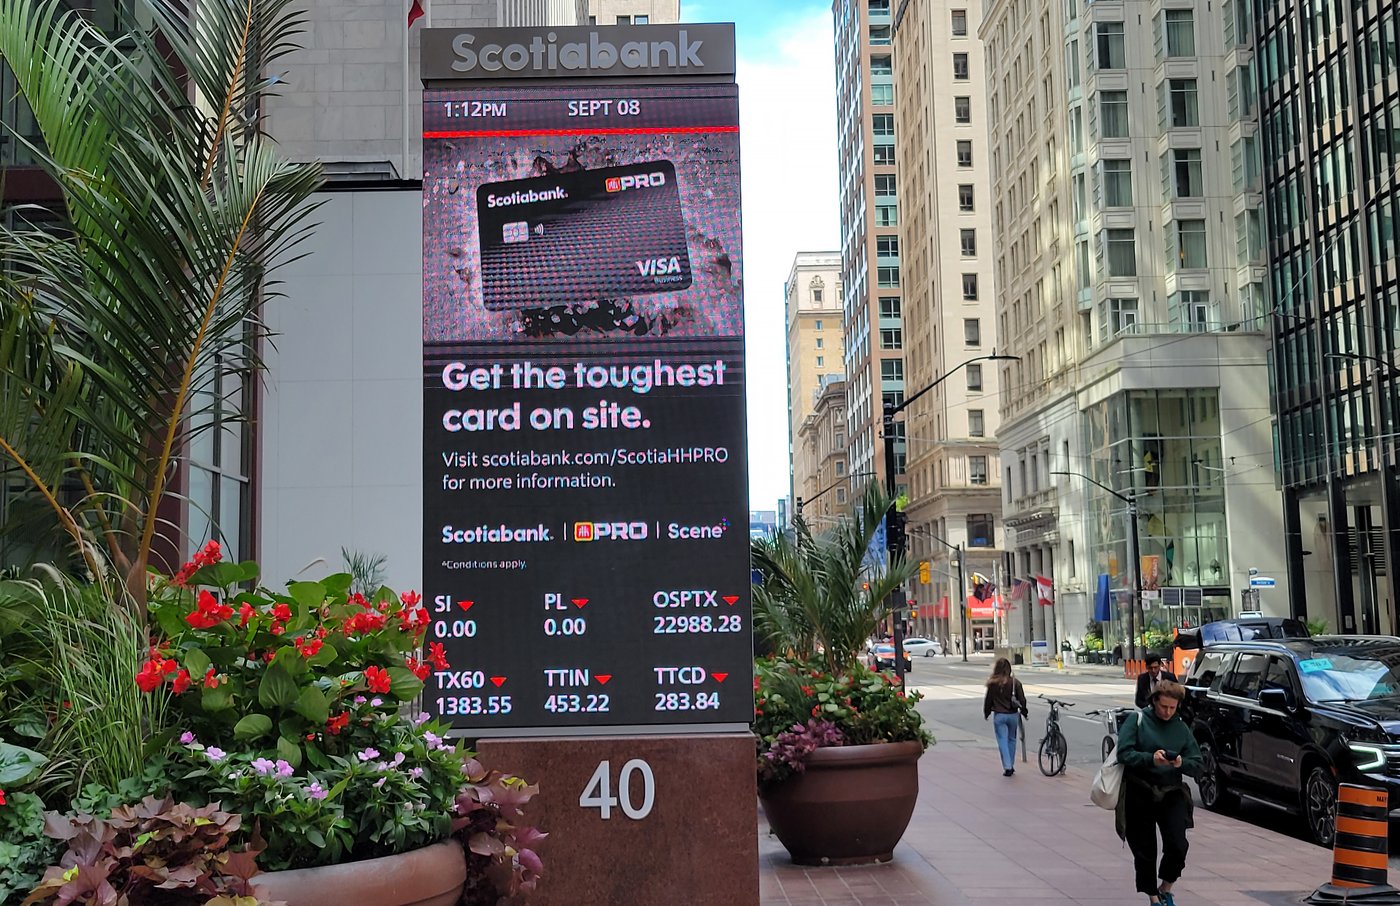 Scotiabank
1:12PM SEPT 08
Scotiabank. PRO
VISA
Business
Get the toughest
card on site.
Visit scotiabank.com/ScotiaHHPRO
for more information.
Scotiabank. | PRO | Scene+
^Conditions apply.
SI PL OSPTX
0.00 0.00 22988.28
TX60 TTIN TTCD
1383.55 453.22 283.84
40